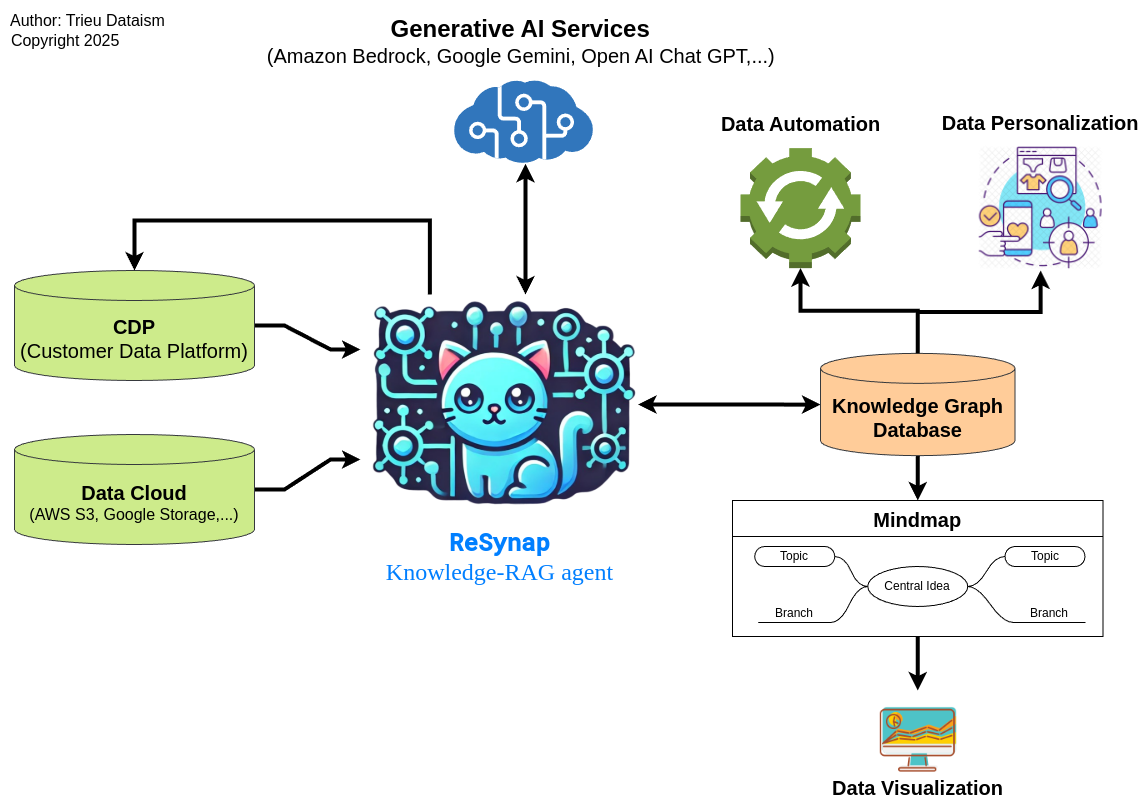 Author: Trieu Dataism
Copyright 2025
Generative AI Services
(Amazon Bedrock, Google Gemini, Open AI Chat GPT,...)
Data Automation
Data Personalization
CDP
(Customer Data Platform)
Data Cloud
(AWS S3, Google Storage,...)
ReSynap
Knowledge-RAG agent
Knowledge Graph
Database
Mindmap
Topic
Topic
Central Idea
Branch
Branch
Data Visualization